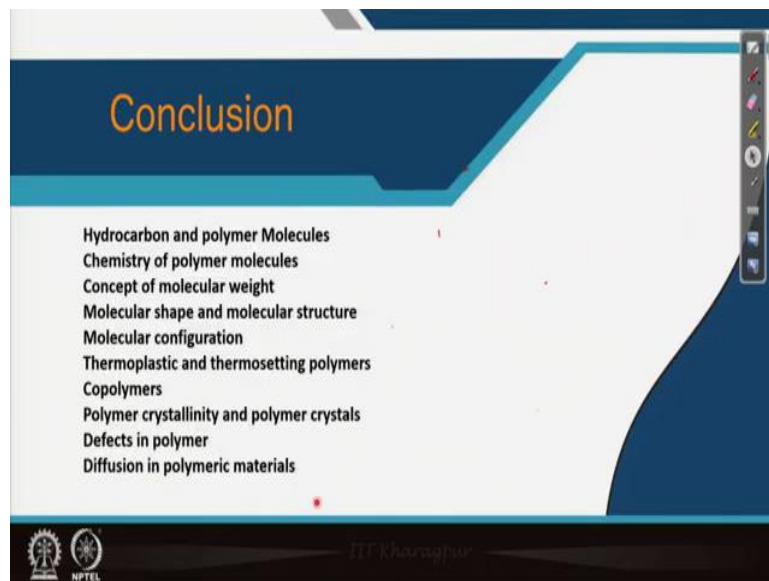 Conclusion
Hydrocarbon and polymer Molecules
Chemistry of polymer molecules
Concept of molecular weight
Molecular shape and molecular structure
Molecular configuration
Thermoplastic and thermosetting polymers
Copolymers
Polymer crystallinity and polymer crystals
Defects in polymer
Diffusion in polymeric materials
IIT Kharagpur
NPTEL